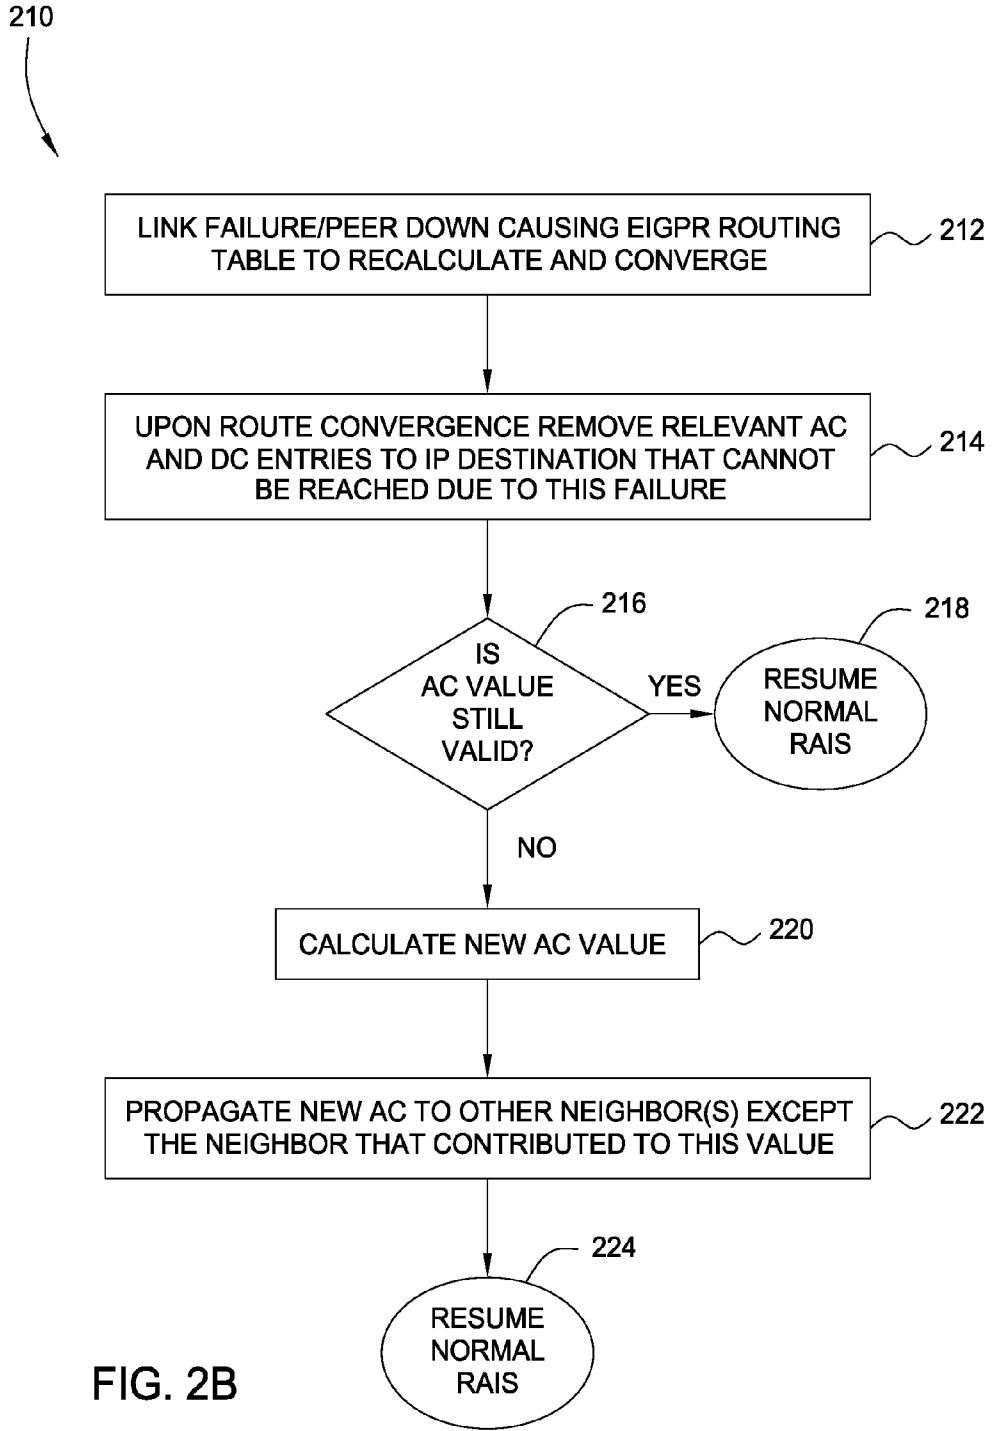 210
LINK FAILURE/PEER DOWN CAUSING EIGPR ROUTING
TABLE TO RECALCULATE AND CONVERGE
212
UPON ROUTE CONVERGENCE REMOVE RELEVANT AC
AND DC ENTRIES TO IP DESTINATION THAT CANNOT
BE REACHED DUE TO THIS FAILURE
214
216
IS
AC VALUE
STILL
VALID?
YES
218
RESUME
NORMAL
RAIS
NO
CALCULATE NEW AC VALUE
220
PROPAGATE NEW AC TO OTHER NEIGHBOR(S) EXCEPT
THE NEIGHBOR THAT CONTRIBUTED TO THIS VALUE
222
224
RESUME
NORMAL
RAIS
FIG. 2B